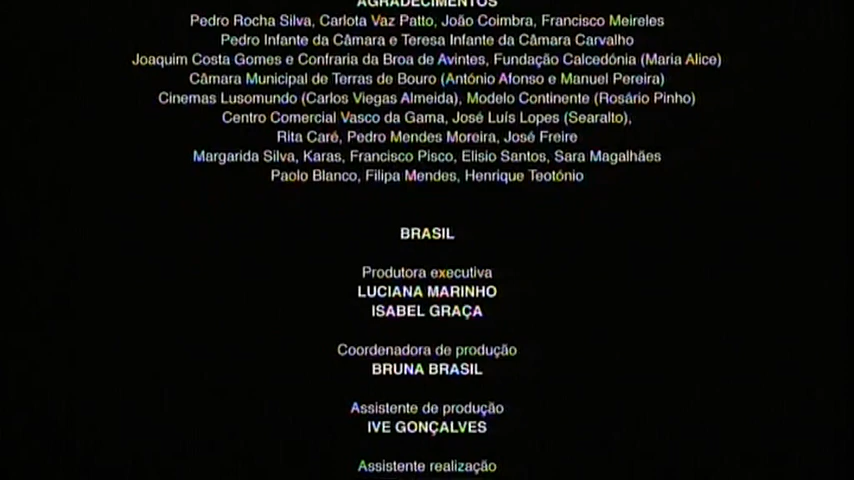 AGRADECIMENTOS
Pedro Rocha Silva, Carlota Vaz Patto, João Coimbra, Francisco Meireles
Pedro Infante da Câmara e Teresa Infante da Câmara Carvalho
Joaquim Costa Gomes e Confraria da Broa de Avintes, Fundação Calcedónia (Maria Alice)
Câmara Municipal de Terras de Bouro (António Afonso e Manuel Pereira)
Cinemas Lusomundo (Carlos Viegas Almeida), Modelo Continente (Rosário Pinho)
Centro Comercial Vasco da Gama, José Luís Lopes (Searalto),
Rita Caré, Pedro Mendes Moreira, José Freire
Margarida Silva, Karas, Francisco Pisco, Elisio Santos, Sara Magalhães
Paolo Blanco, Filipa Mendes, Henrique Teotónio
BRASIL
Produtora executiva
LUCIANA MARINHO
ISABEL GRAÇA
Coordenadora de produção
BRUNA BRASIL
Assistente de produção
IVE GONÇALVES
Assistente realização